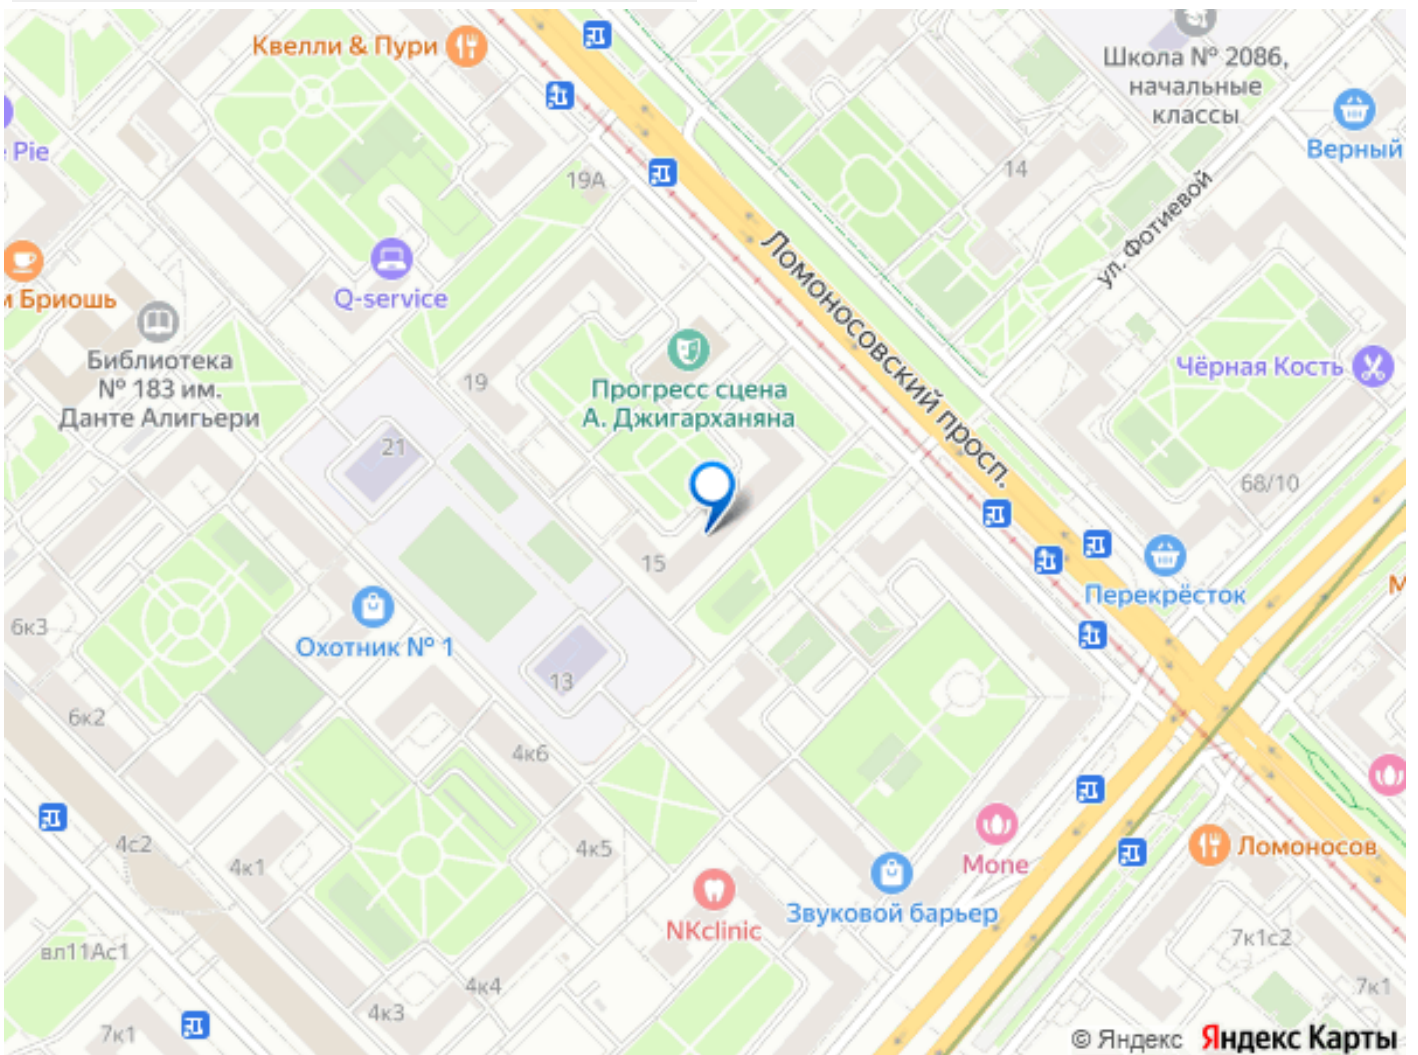 Квелли & Пури
Школа № 2086,
начальные
классы
Верный
Pie
19А
14
ул. Фотиевой
Ломоносовский просп.
Q-service
и Бриошь
Библиотека
№ 183 им.
Данте Алигьери
19
Прогресс сцена
А. Джигарханяна
Чёрная Кость
21
68/10
15
Перекрёсток
М
6к3
Охотник № 1
13
6к2
4к6
4с2
4к1
4к5
Mone
Ломоносов
NKclinic
Звуковой барьер
вл11Ас1
7к1с2
4к4
4к3
7к1
7к1
© Яндекс Яндекс Карты